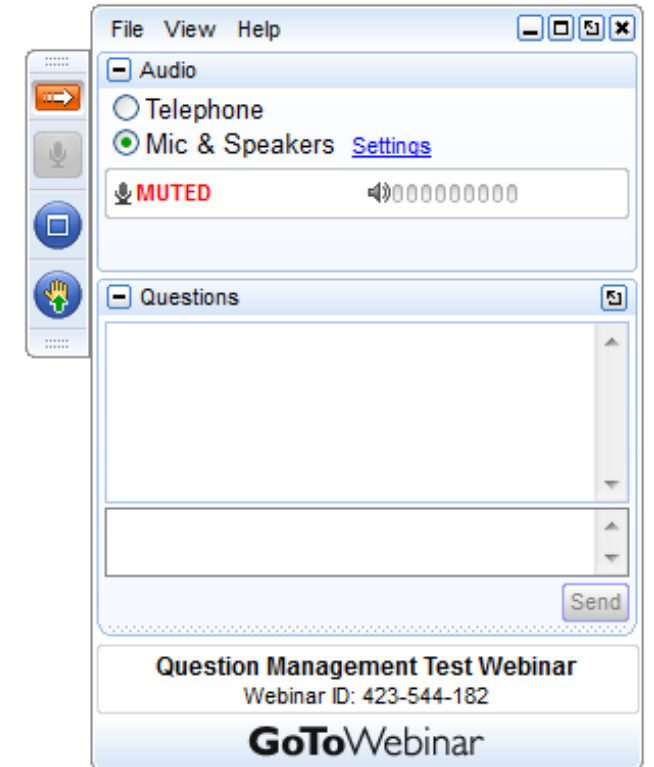 File View Help
Audio
Telephone
Mic & Speakers Settings
MUTED 000000000
Questions
Send
Question Management Test Webinar
Webinar ID: 423-544-182
GoToWebinar